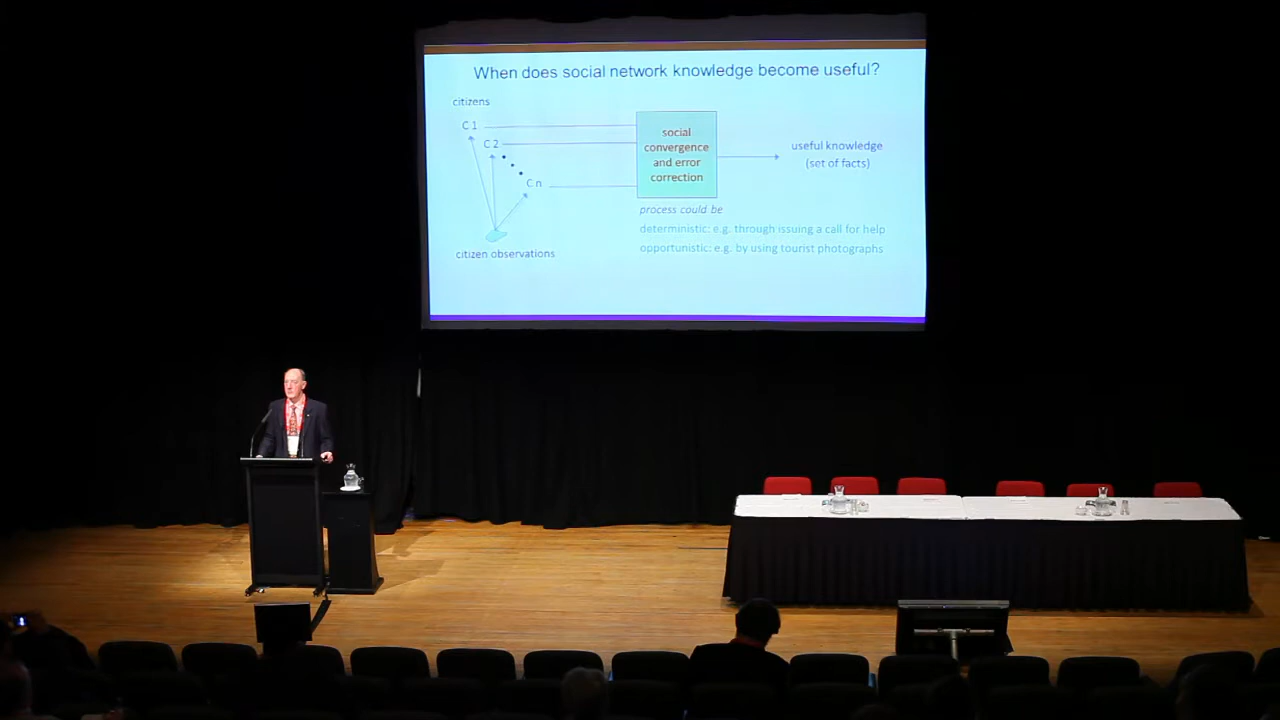 When does social network knowledge become useful?
citizens
C 1
C 2
C n
citizen observations
social
convergence
and error
correction
useful knowledge
(set of facts)
process could be
deterministic: e.g. through issuing a call for help
opportunistic: e.g. by using tourist photographs